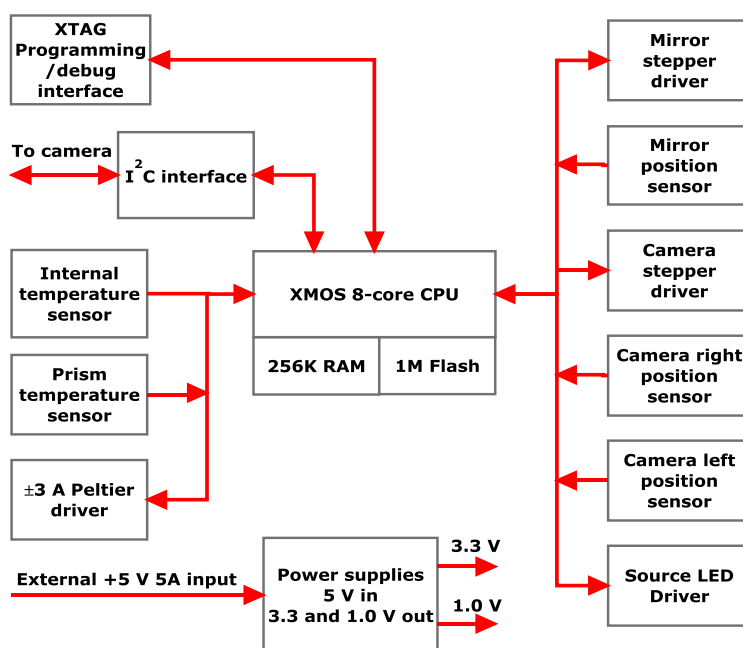 XTAG
Programming
/debug
interface
To camera
I²C interface
Internal
temperature
sensor
Prism
temperature
sensor
±3 A Peltier
driver
XMOS 8-core CPU
256K RAM
1M Flash
External +5 V 5A input
Power supplies
5 V in
3.3 and 1.0 V out
3.3 V
1.0 V
Mirror
stepper
driver
Mirror
position
sensor
Camera
stepper
driver
Camera right
position
sensor
Camera left
position
sensor
Source LED
Driver